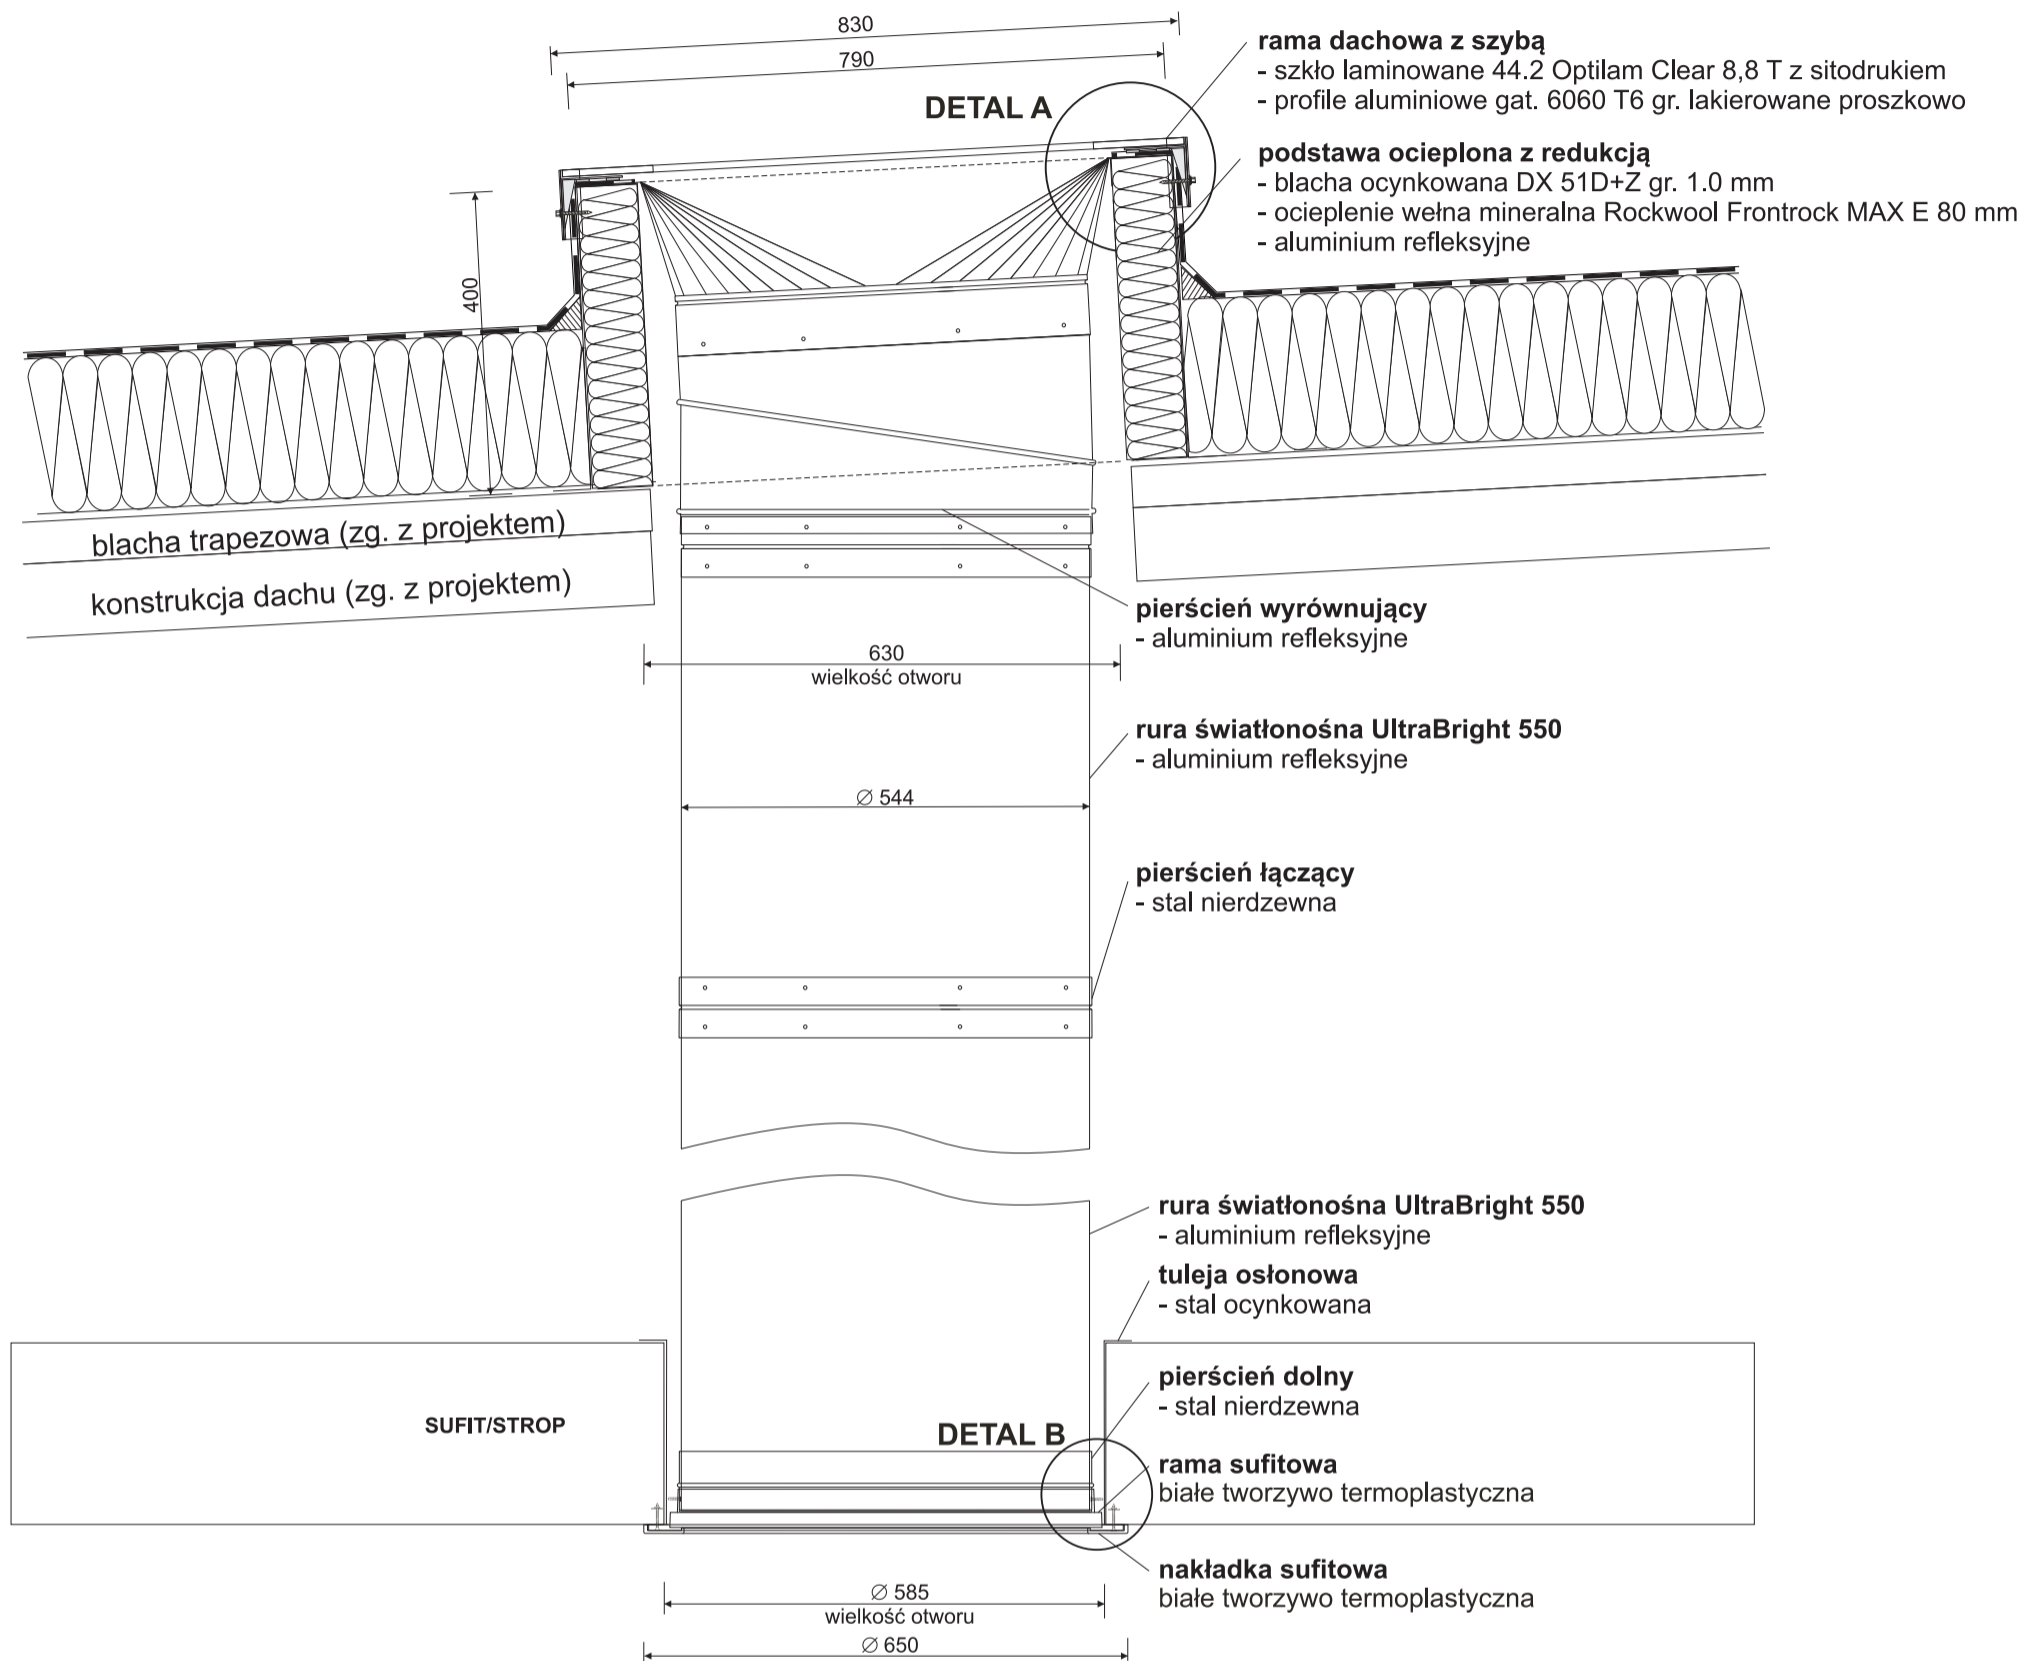 830
790
DETAL A
rama dachowa z szybą
- szkło laminowane 44.2 Optilam Clear 8,8 T z sitodrukiem
- profile aluminiowe gat. 6060 T6 gr. lakierowane proszkowo
podstawa ocieplona z redukcją
- blacha ocynkowana DX 51D+Z gr. 1.0 mm
- ocieplenie wełna mineralna Rockwool Frontrock MAX E 80 mm
- aluminium refleksyjne
400
blacha trapezowa (zg. z projektem)
konstrukcja dachu (zg. z projektem)
pierścień wyrównujący
- aluminium refleksyjne
630
wielkość otworu
rura światłonośna UltraBright 550
- aluminium refleksyjne
∅ 544
pierścień łączący
- stal nierdzewna
rura światłonośna UltraBright 550
- aluminium refleksyjne
tuleja osłonowa
- stal ocynkowana
pierścień dolny
- stal nierdzewna
SUFIT/STROP
DETAL B
rama sufitowa
białe tworzywo termoplastyczna
nakładka sufitowa
białe tworzywo termoplastyczna
∅ 585
wielkość otworu
∅ 650